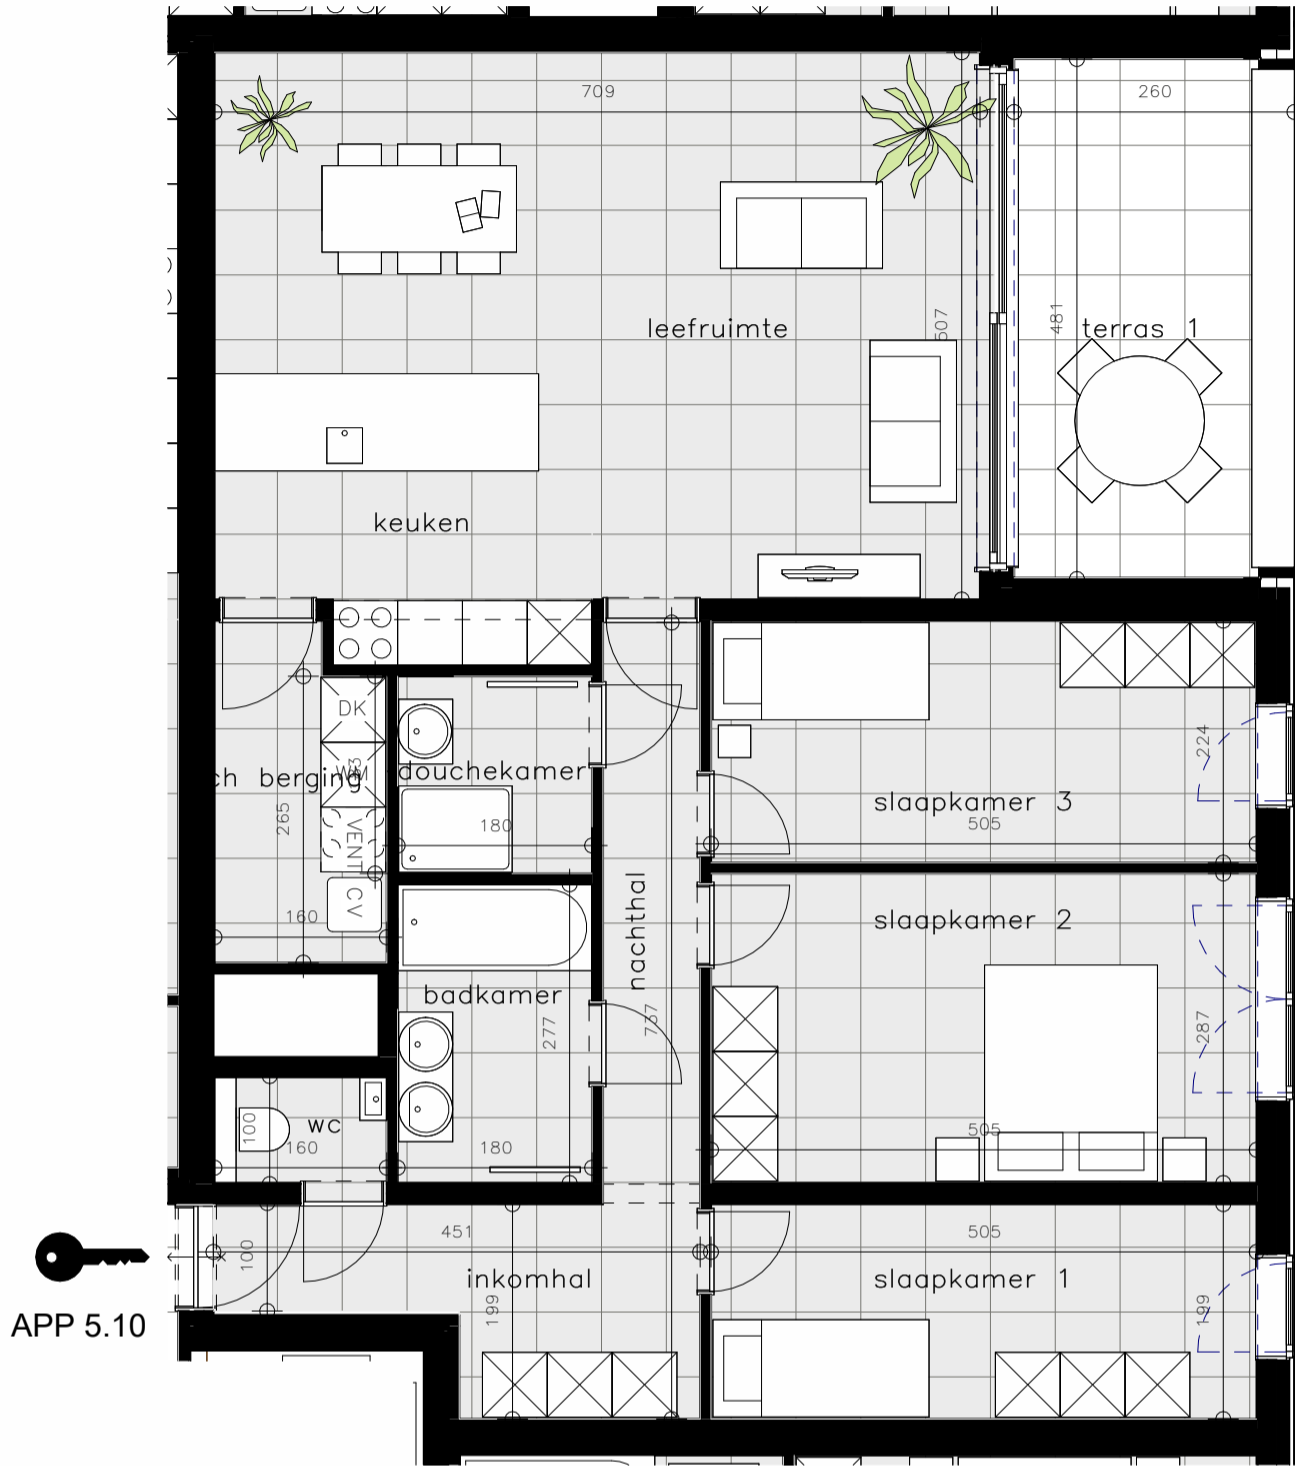 709
260
leefruimte
507
481
terras 1
keuken
DK
WM
ch berging
douchekamer
265
VENT
180
CV
160
224
slaapkamer 3
505
nachthal
slaapkamer 2
badkamer
277
737
287
100
wc
160
180
505
451
505
100
inkomhal
slaapkamer 1
199
199
APP 5.10